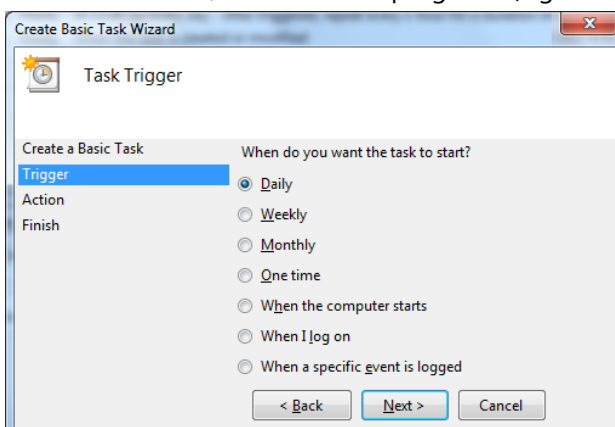 Create Basic Task Wizard
Task Trigger
Create a Basic Task
Trigger
Action
Finish
When do you want the task to start?
Daily
Weekly
Monthly
One time
When the computer starts
When I log on
When a specific event is logged
< Back
Next >
Cancel